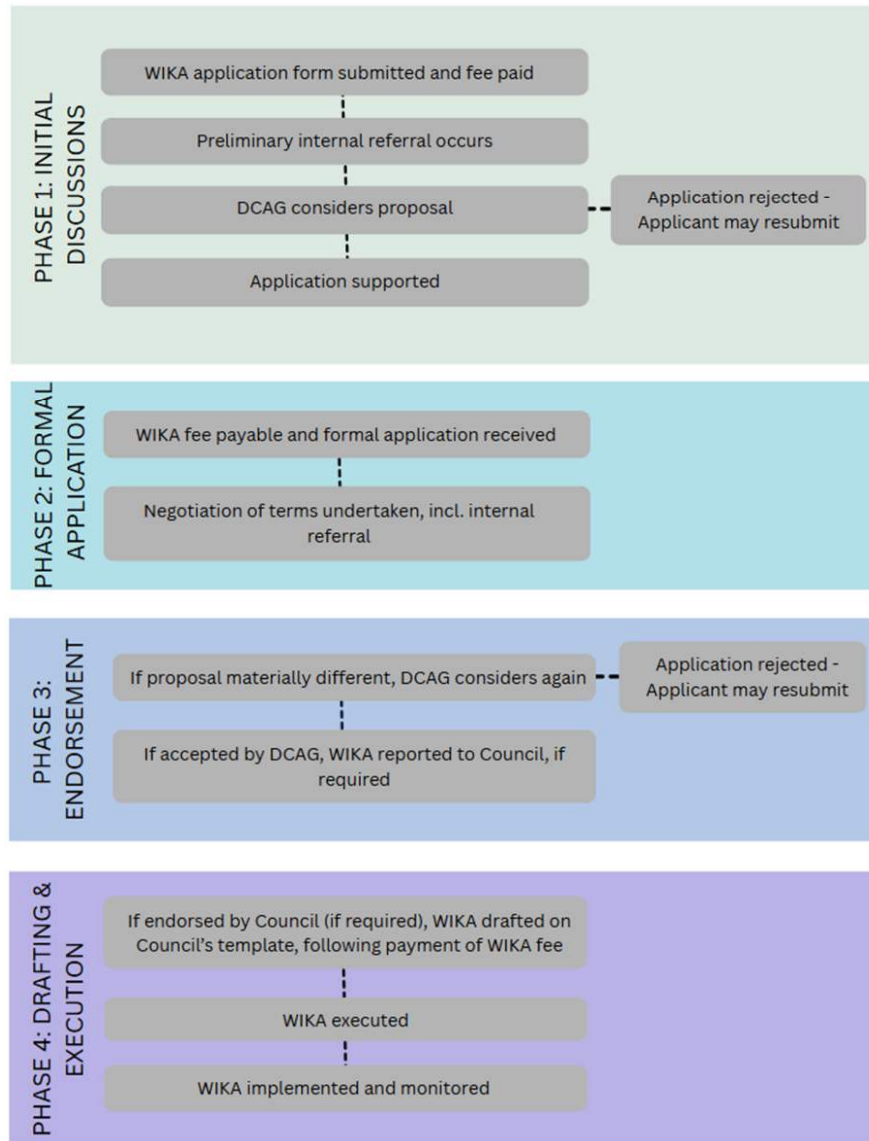 PHASE 1: INITIAL
DISCUSSIONS
WIKA application form submitted and fee paid
Preliminary internal referral occurs
DCAG considers proposal
Application rejected -
Applicant may resubmit
Application supported
PHASE 2: FORMAL
APPLICATION
WIKA fee payable and formal application received
Negotiation of terms undertaken, incl. internal
referral
PHASE 3:
ENDORSEMENT
If proposal materially different, DCAG considers again
Application rejected -
Applicant may resubmit
If accepted by DCAG, WIKA reported to Council, if
required
PHASE 4: DRAFTING &
EXECUTION
If endorsed by Council (if required), WIKA drafted on
Council's template, following payment of WIKA fee
WIKA executed
WIKA implemented and monitored